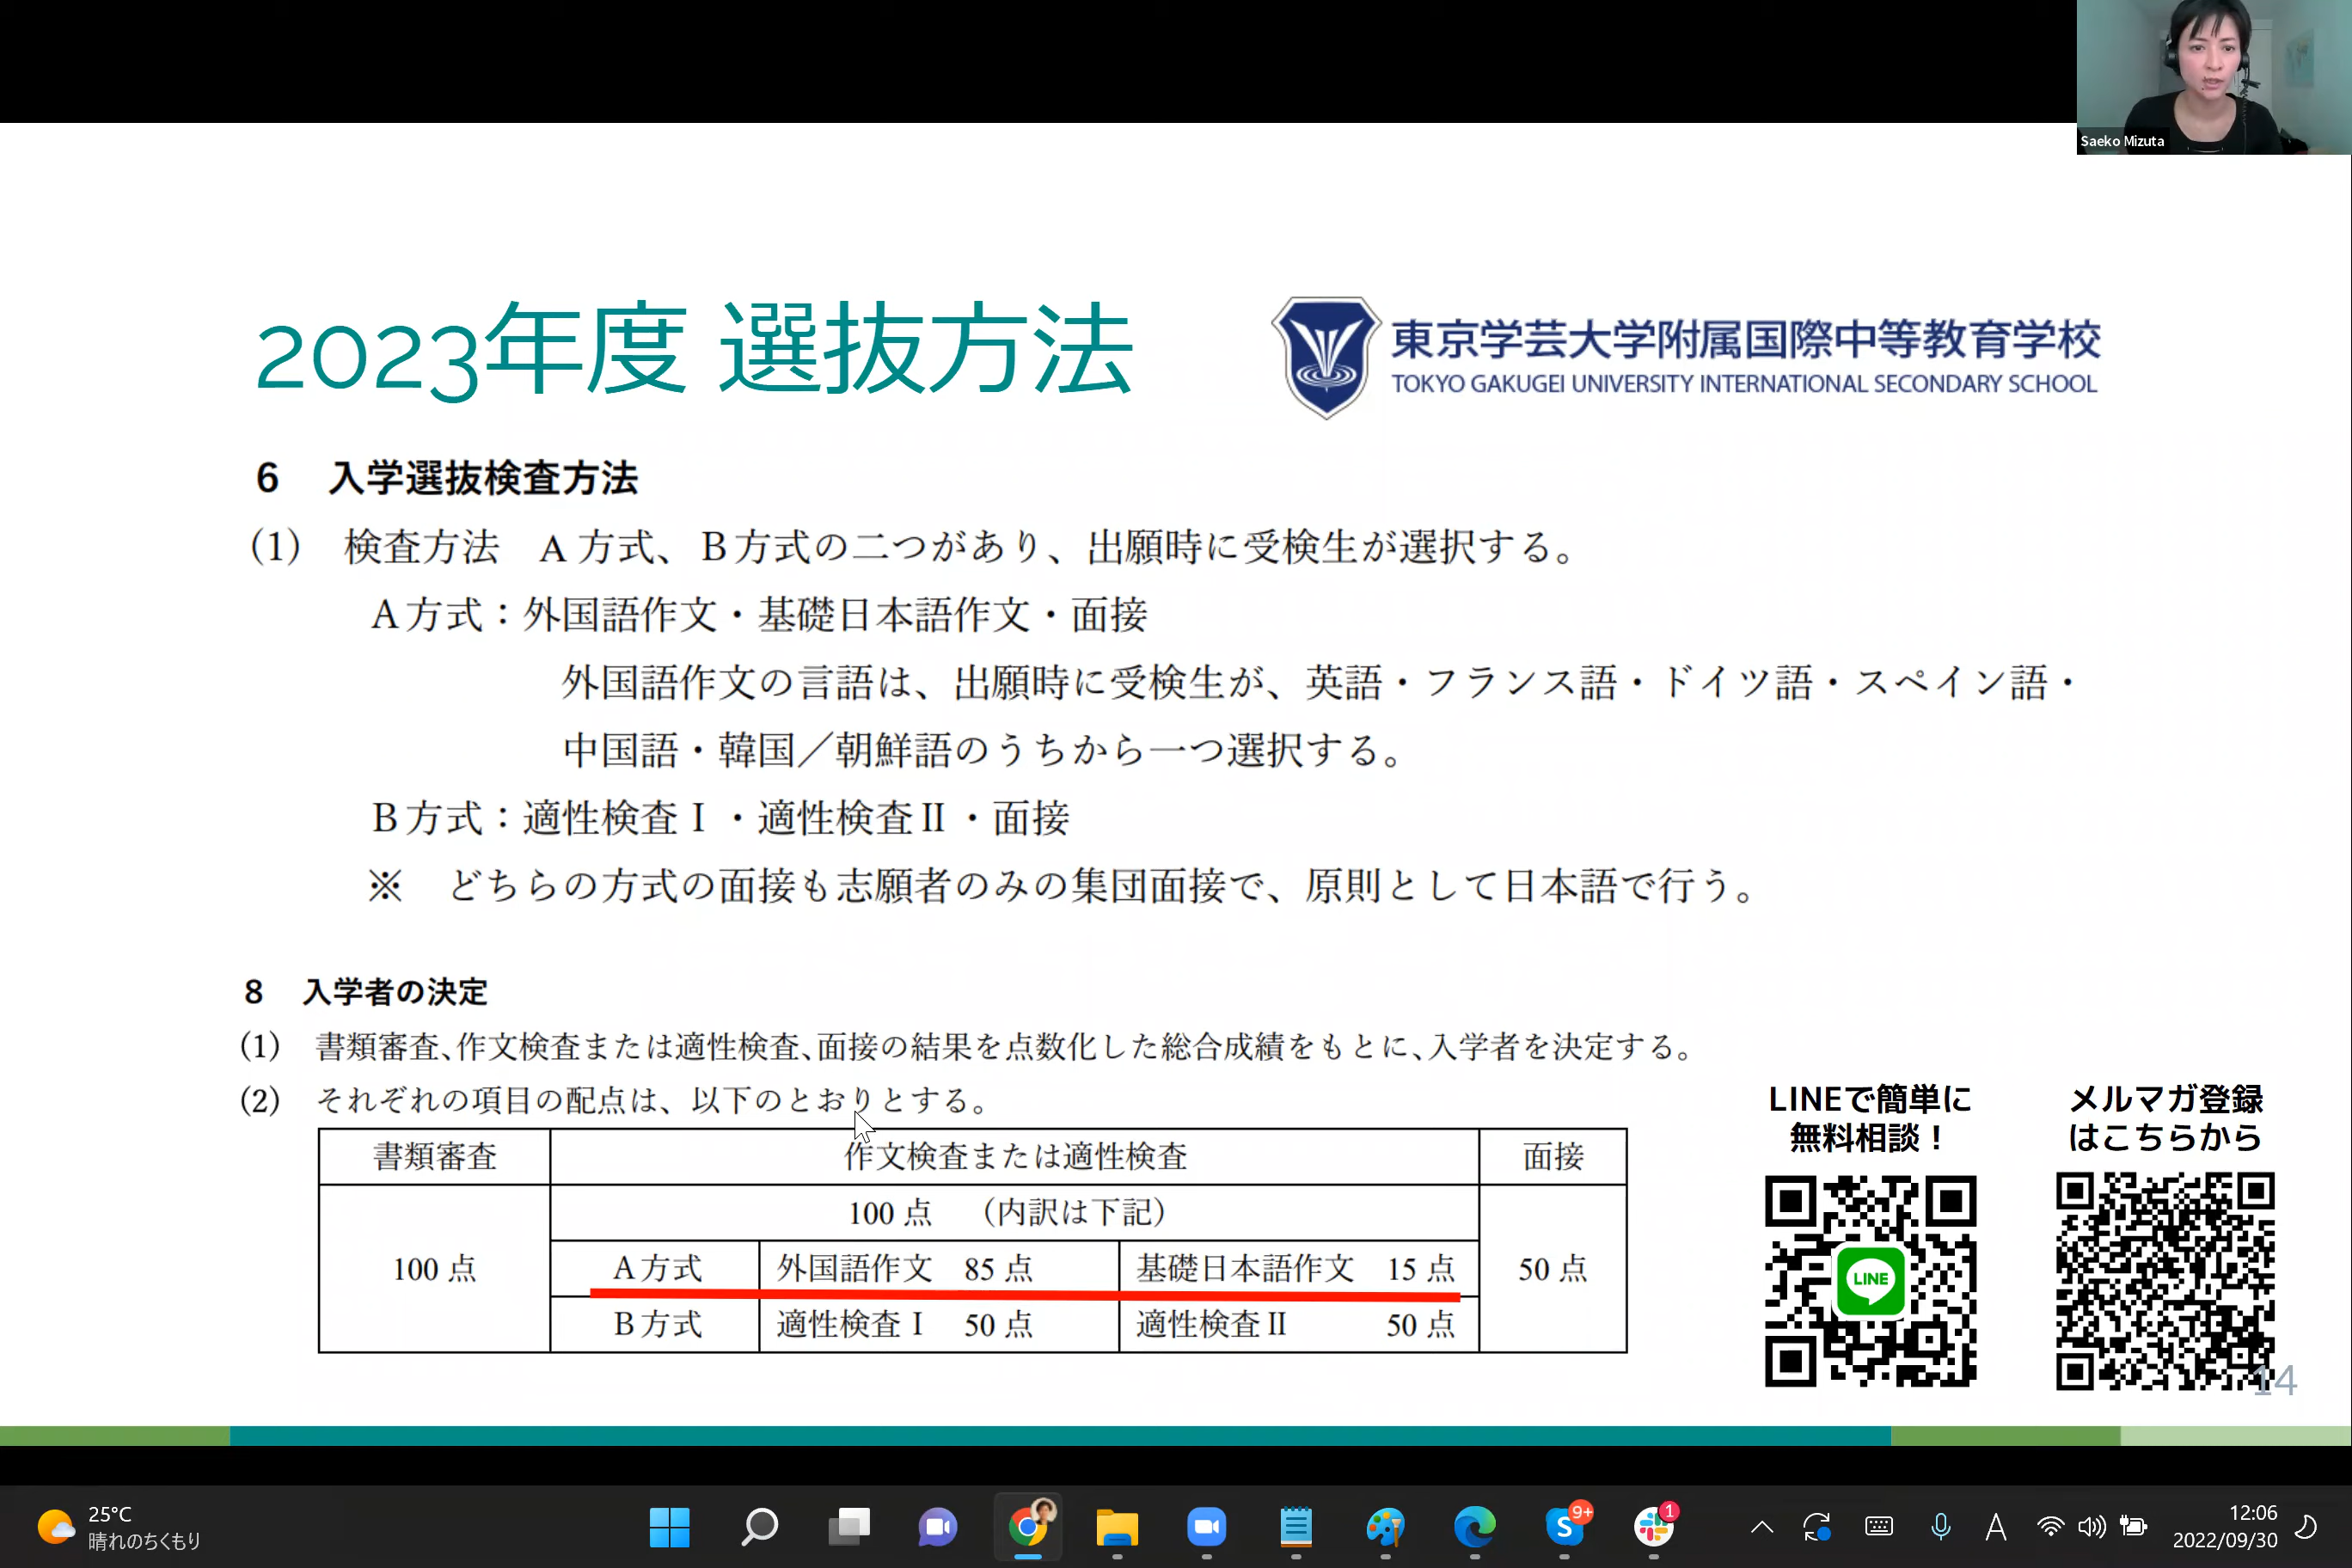 Saeko Mizuta
2023年度 選抜方法
東京学芸大学附属国際中等教育学校
TOKYO GAKUGEI UNIVERSITY INTERNATIONAL SECONDARY SCHOOL
6 入学選抜検査方法
(1) 検査方法 A方式、B方式の二つがあり、出願時に受検生が選択する。
A方式：外国語作文・基礎日本語作文・面接
外国語作文の言語は、出願時に受検生が、英語・フランス語・ドイツ語・スペイン語・
中国語・韓国／朝鮮語のうちから一つ選択する。
B方式：適性検査Ⅰ・適性検査Ⅱ・面接
※ どちらの方式の面接も志願者のみの集団面接で、原則として日本語で行う。
8 入学者の決定
(1) 書類審査、作文検査または適性検査、面接の結果を点数化した総合成績をもとに、入学者を決定する。
(2) それぞれの項目の配点は、以下のとおりとする。
書類審査 作文検査または適性検査 面接
100点 （内訳は下記）
100点 A方式 外国語作文 85点 基礎日本語作文 15点 50点
B方式 適性検査Ⅰ 50点 適性検査Ⅱ 50点
LINEで簡単に
無料相談！
LINE
メルマガ登録
はこちらから
14
25°C
晴れのちくもり
9+
1
A
12:06
2022/09/30